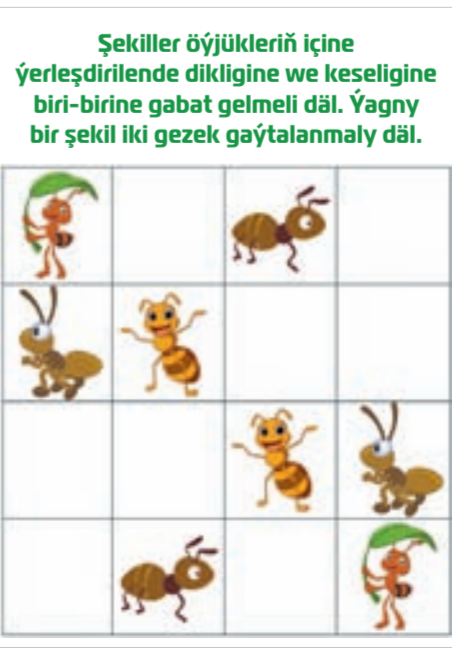 Şekiller öýjükleriň içine
ýerleşdirilende dikligine we keseligine
biri-birine gabat gelmeli däl. Ýagny
bir şekil iki gezek gaýtalanmaly däl.